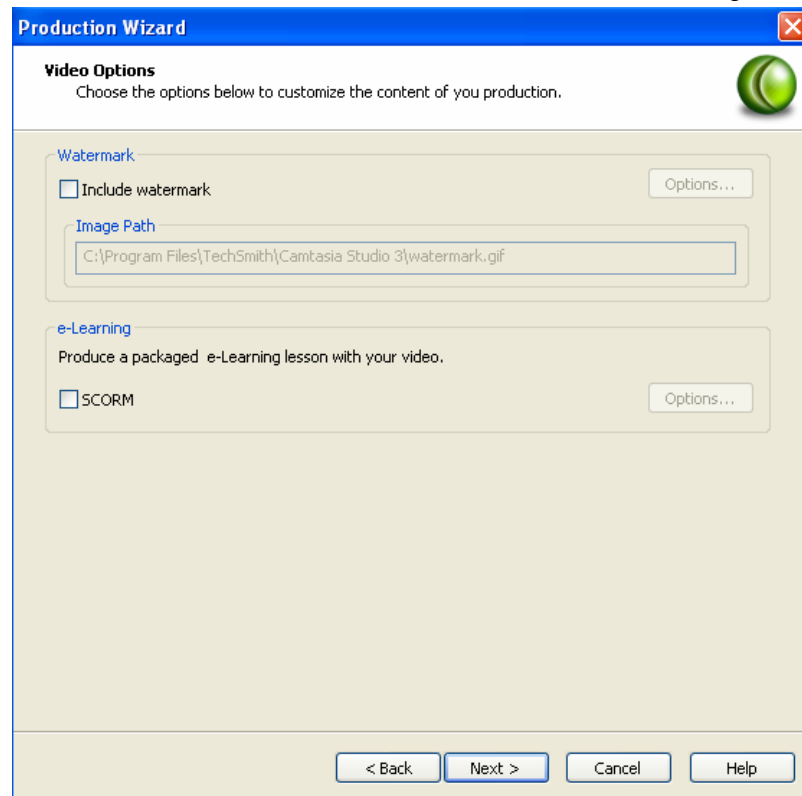 Production Wizard
Video Options
Choose the options below to customize the content of you production.
Watermark
Include watermark
Options...
Image Path
C:\Program Files\TechSmith\Camtasia Studio 3\watermark.gif
e-Learning
Produce a packaged e-Learning lesson with your video.
SCORM
Options...
< Back
Next >
Cancel
Help